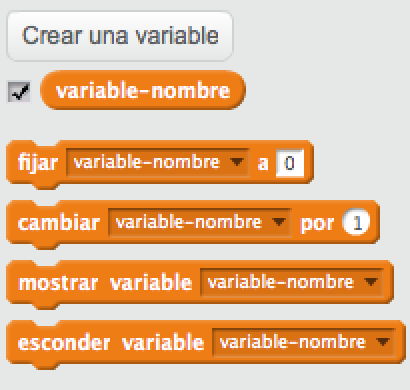 Crear una variable
variable-nombre
fijar variable-nombre a 0
cambiar variable-nombre por 1
mostrar variable variable-nombre
esconder variable variable-nombre